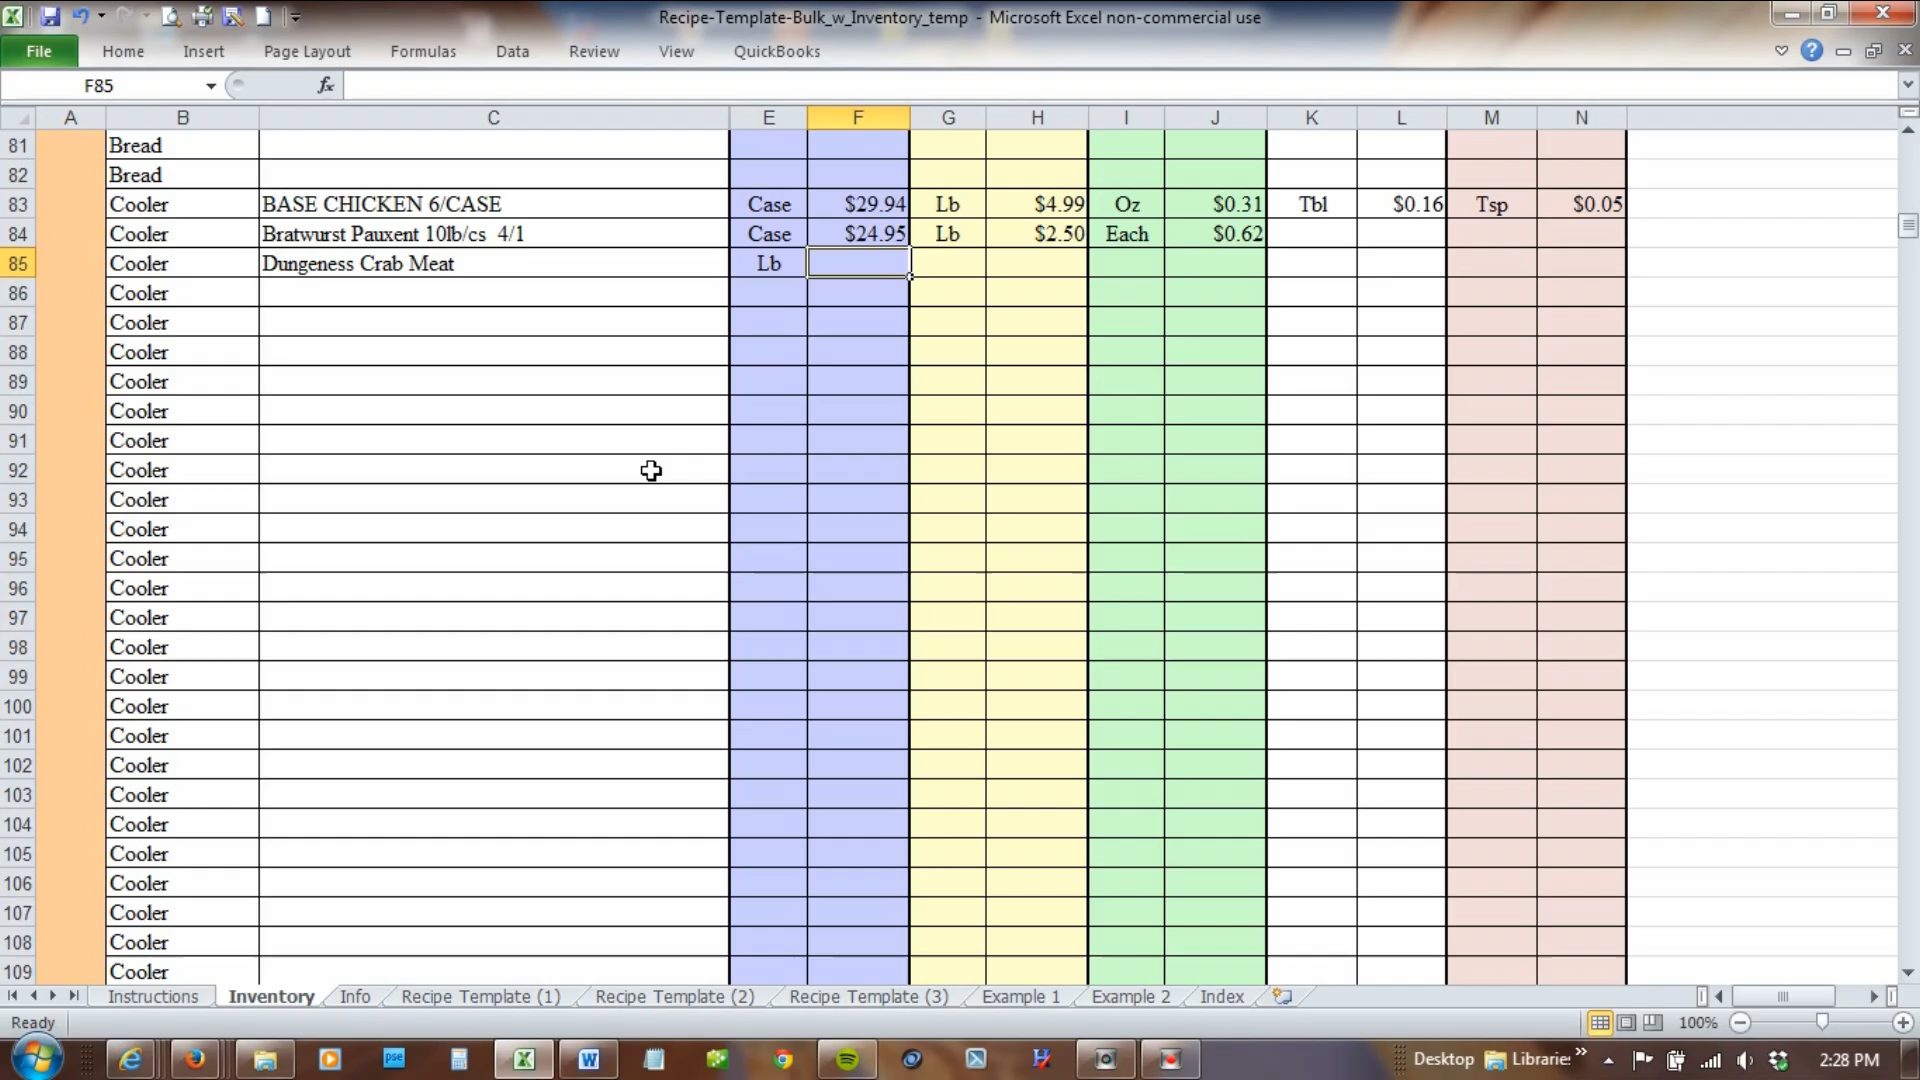 Recipe-Template-Bulk_w_Inventory_temp - Microsoft Excel non-commercial use
File Home Insert Page Layout Formulas Data Review View QuickBooks
F85 fx
A B C E F G H I J K L M N
81 Bread
82 Bread
83 Cooler BASE CHICKEN 6/CASE Case $29.94 Lb $4.99 Oz $0.31 Tbl $0.16 Tsp $0.05
84 Cooler Bratwurst Pauxent 10lb/cs 4/1 Case $24.95 Lb $2.50 Each $0.62
85 Cooler Dungeness Crab Meat Lb
86 Cooler
87 Cooler
88 Cooler
89 Cooler
90 Cooler
91 Cooler
92 Cooler
93 Cooler
94 Cooler
95 Cooler
96 Cooler
97 Cooler
98 Cooler
99 Cooler
100 Cooler
101 Cooler
102 Cooler
103 Cooler
104 Cooler
105 Cooler
106 Cooler
107 Cooler
108 Cooler
109 Cooler
Instructions Inventory Info Recipe Template (1) Recipe Template (2) Recipe Template (3) Example 1 Example 2 Index
Ready 100%
pse Desktop Librarie: » 2:28 PM